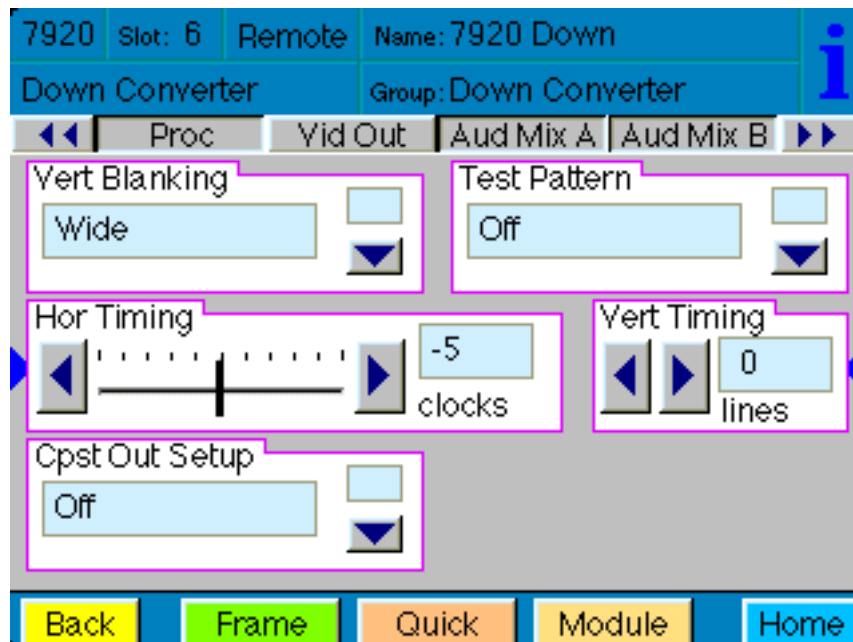 7920 Slot: 6 Remote Name: 7920 Down
Down Converter Group: Down Converter
i
Proc Vid Out Aud Mix A Aud Mix B
Vert Blanking
Wide
Test Pattern
Off
Hor Timing
-5
clocks
Vert Timing
0
lines
Cpst Out Setup
Off
Back Frame Quick Module Home